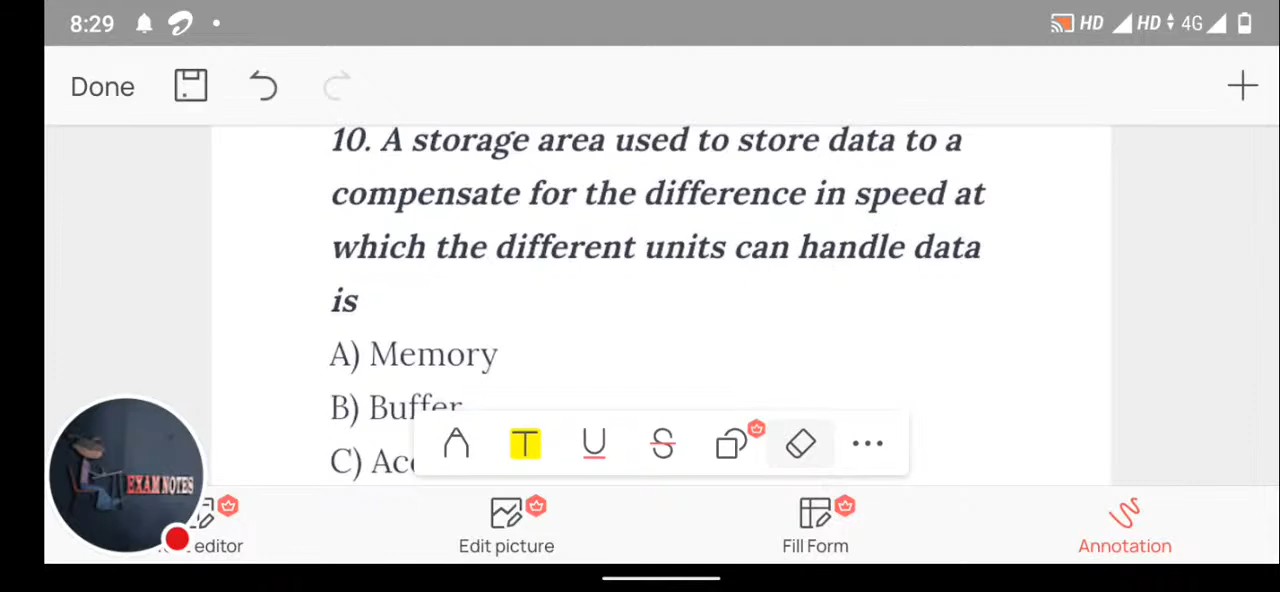 8:29 HD HD 4G
Done
10. A storage area used to store data to a
compensate for the difference in speed at
which the different units can handle data
is
A) Memory
B) Buffer
C) Acc
EXAM NOTES
editor
Edit picture
Fill Form
Annotation